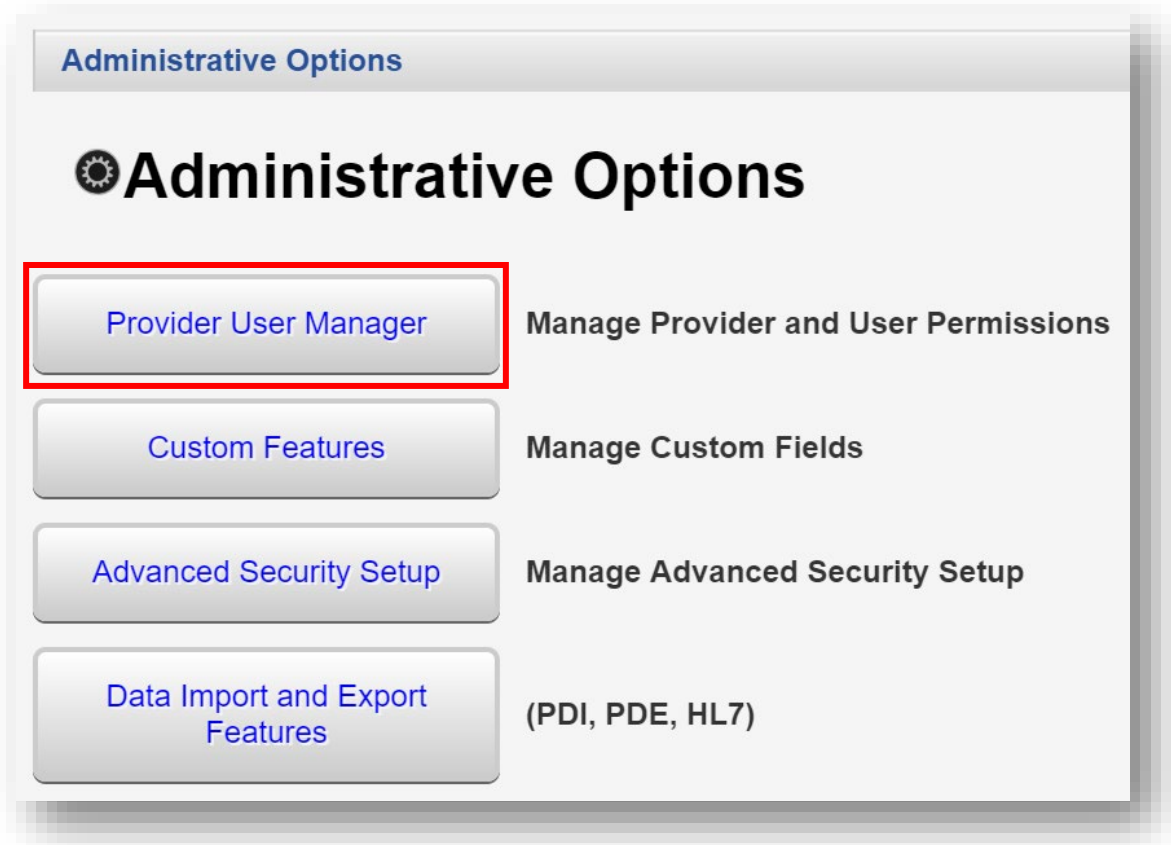 Administrative Options
Administrative Options
Provider User Manager
Manage Provider and User Permissions
Custom Features
Manage Custom Fields
Advanced Security Setup
Manage Advanced Security Setup
Data Import and Export
Features
(PDI, PDE, HL7)